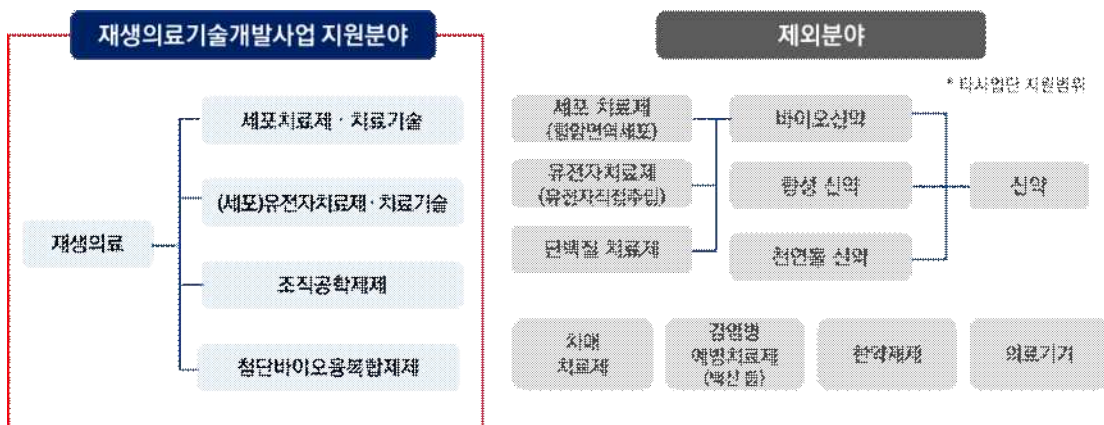 재생의료기술개발사업 지원분야
세포치료제 · 치료기술
(세포)유전자치료제 · 치료기술
재생의료
조직공학제제
첨단바이오융복합제제
제외분야
* 타사업단 지원범위
세포 치료제
(항암면역세포)
바이오신약
유전자치료제
(유전자직접주입)
합성 신약
신약
단백질 치료제
천연물 신약
치매
치료제
감염병
예방치료제
(백신 등)
한약제제
의료기기